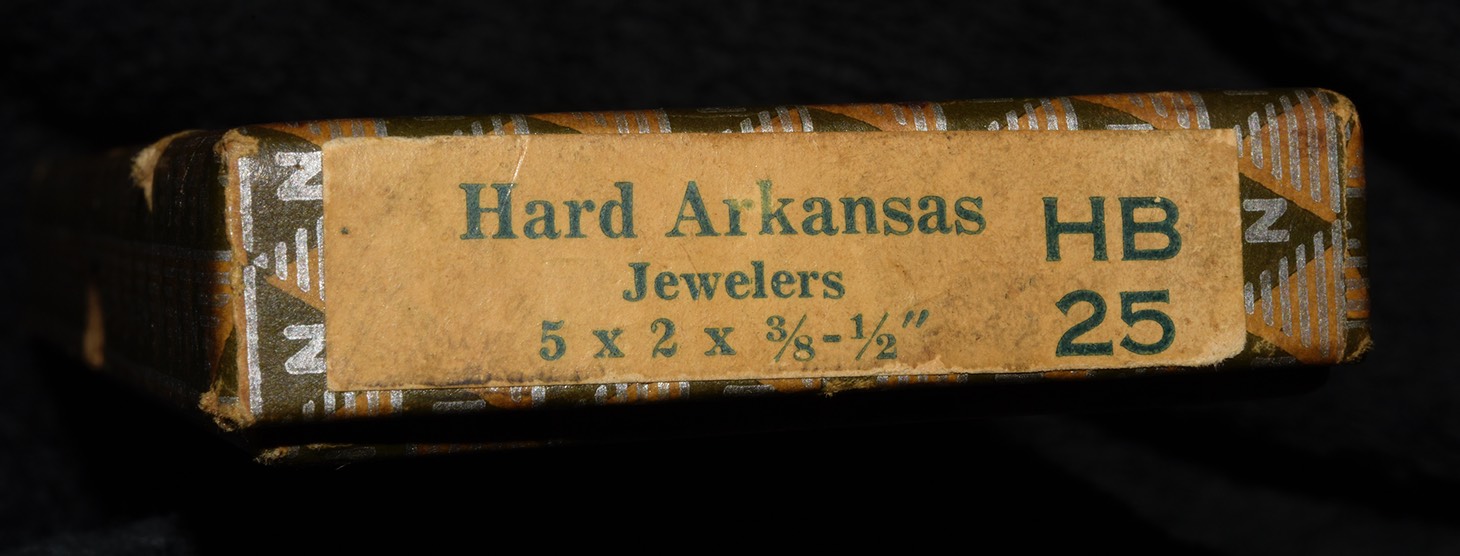 Hard Arkansas
Jewelers
5 x 2 x ⅜-½"
HB
25
N
N
N